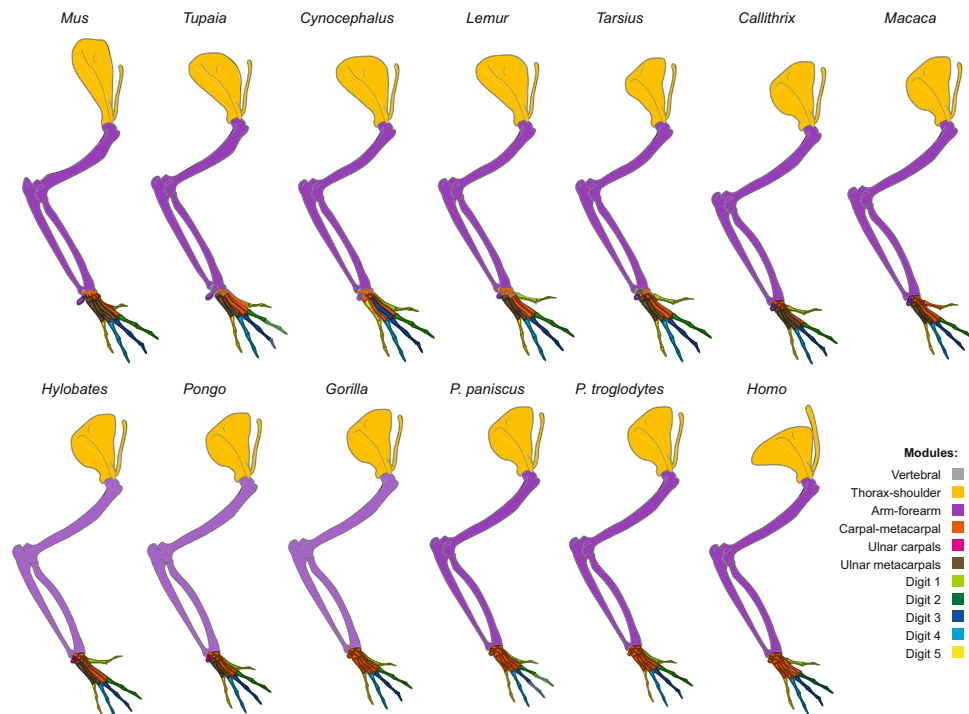 Mus Tupaia Cynocephalus Lemur Tarsius Callithrix Macaca
Hylobates Pongo Gorilla P. paniscus P. troglodytes Homo
Modules:
Vertebral
Thorax-shoulder
Arm-forearm
Carpal-metacarpal
Ulnar carpals
Ulnar metacarpals
Digit 1
Digit 2
Digit 3
Digit 4
Digit 5